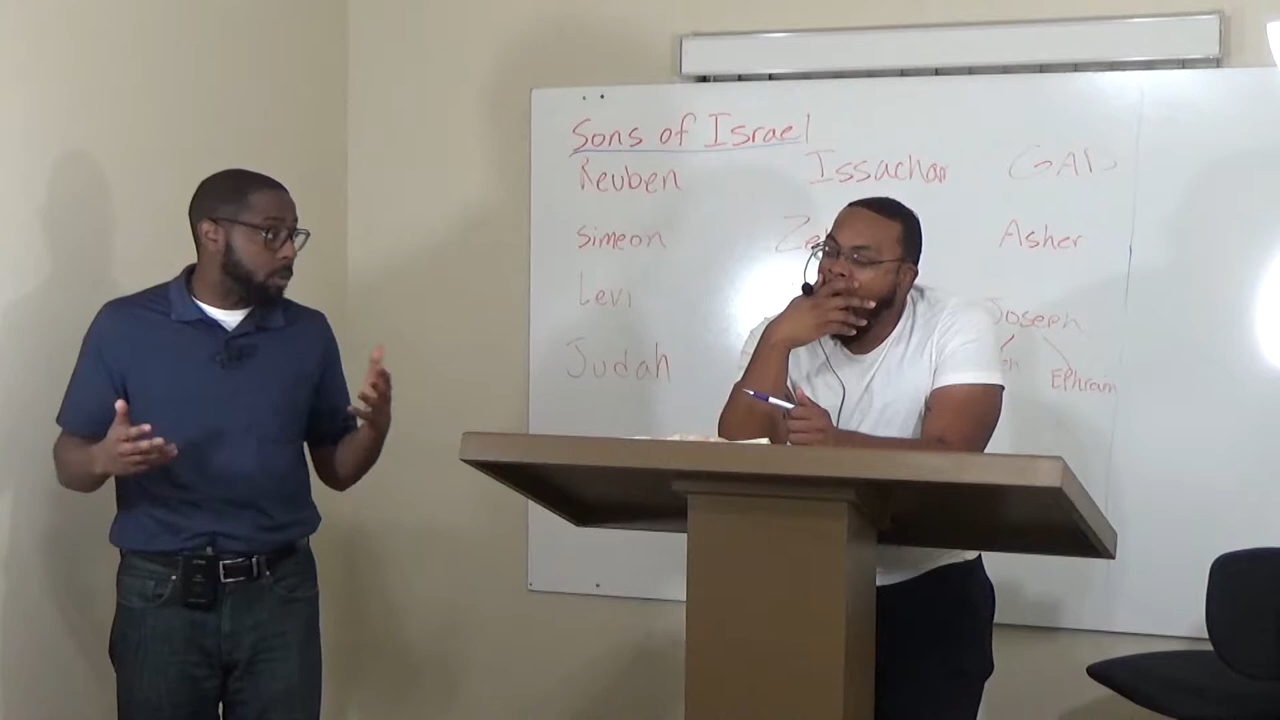 Sons of Israel
Reuben Issachar GAD
Simeon Asher
Levi Joseph
Judah Ephraim